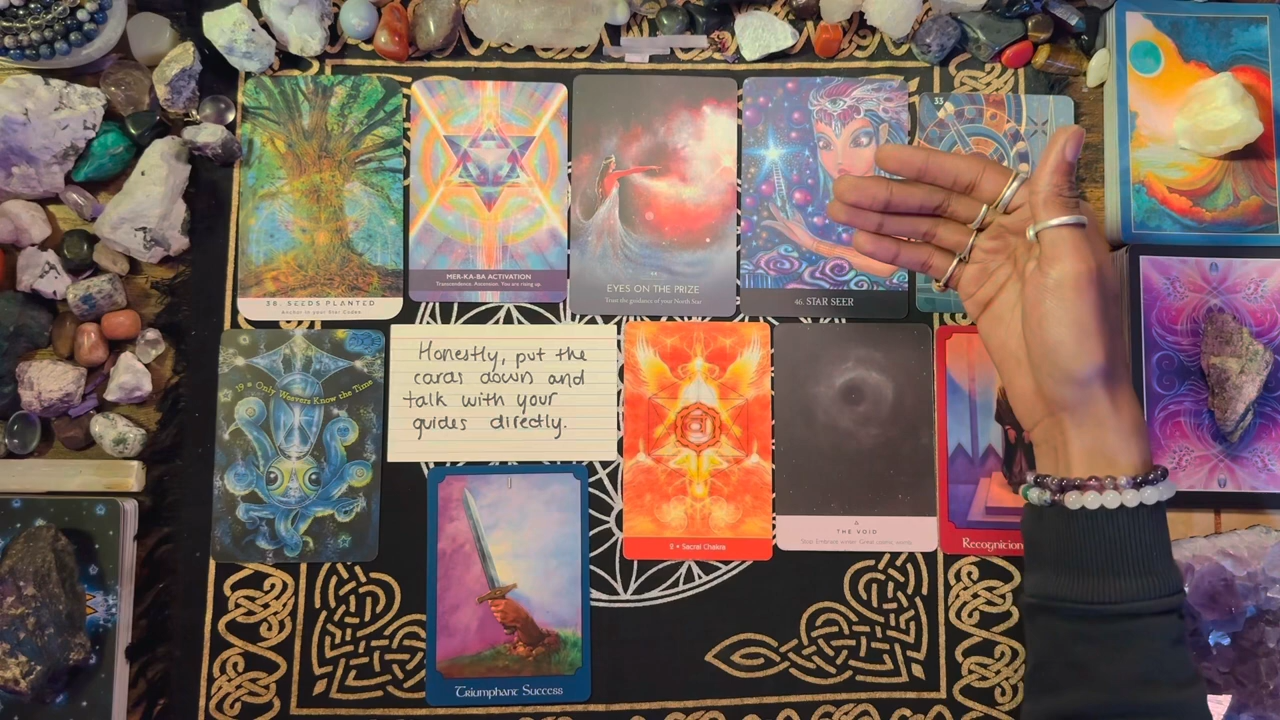 33
38. SEEDS PLANTED
Anchor in your Star Codes
MER-KA-BA ACTIVATION
Transcendence. Ascension. You are rising up.
EYES ON THE PRIZE
Trust the guidance of your North Star
46. STAR SEER
19 = Only Weavers Know the Time
Honestly, put the
cards down and
talk with your
guides directly.
Sacral Chakra
THE VOID
Recognition
I
Triumphant Success